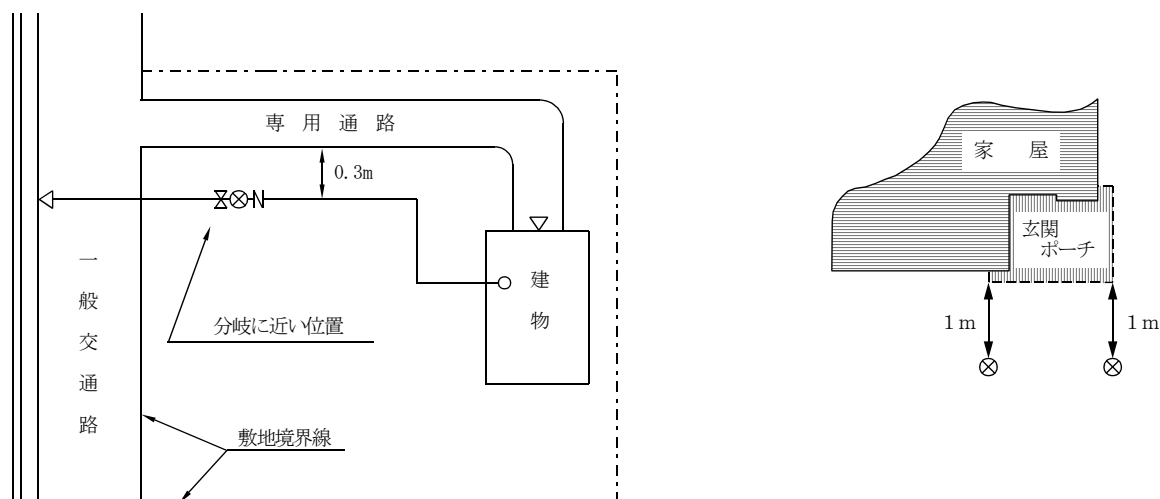 専用通路
0.3m
一般交通路
分岐に近い位置
建物
敷地境界線
家屋
玄関
ポーチ
1m
1m